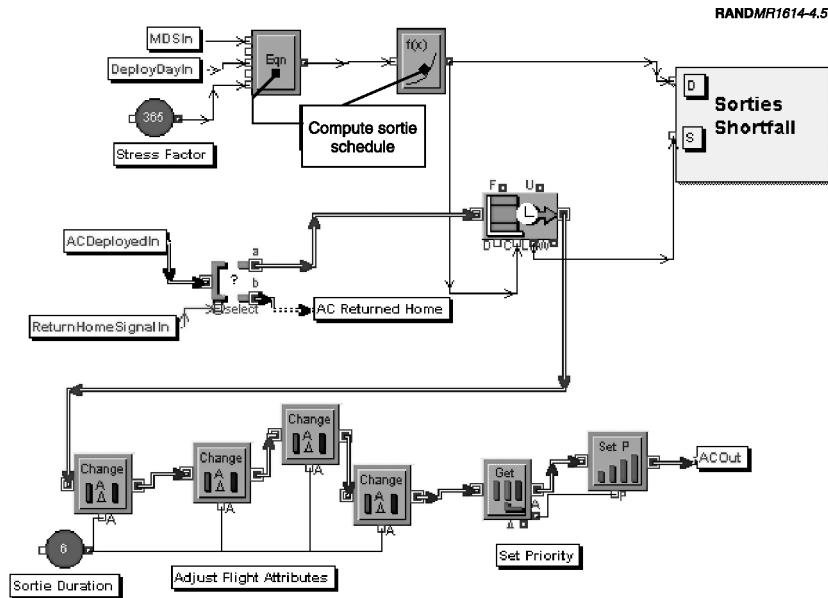 RANDMR1614-4.5
MDSIn
DeployDayIn
Eqn
f(x)
365
Stress Factor
Compute sortie
schedule
D
Sorties
Shortfall
S
F U
D C L W
ACDeployedIn
a
?
b
select
AC Returned Home
ReturnHomeSignalIn
Change
A
Δ
A
Change
A
Δ
A
Change
A
Δ
A
Change
A
Δ
A
Get
A
Δ
Set P
P
ACOut
6
Sortie Duration
Adjust Flight Attributes
Set Priority